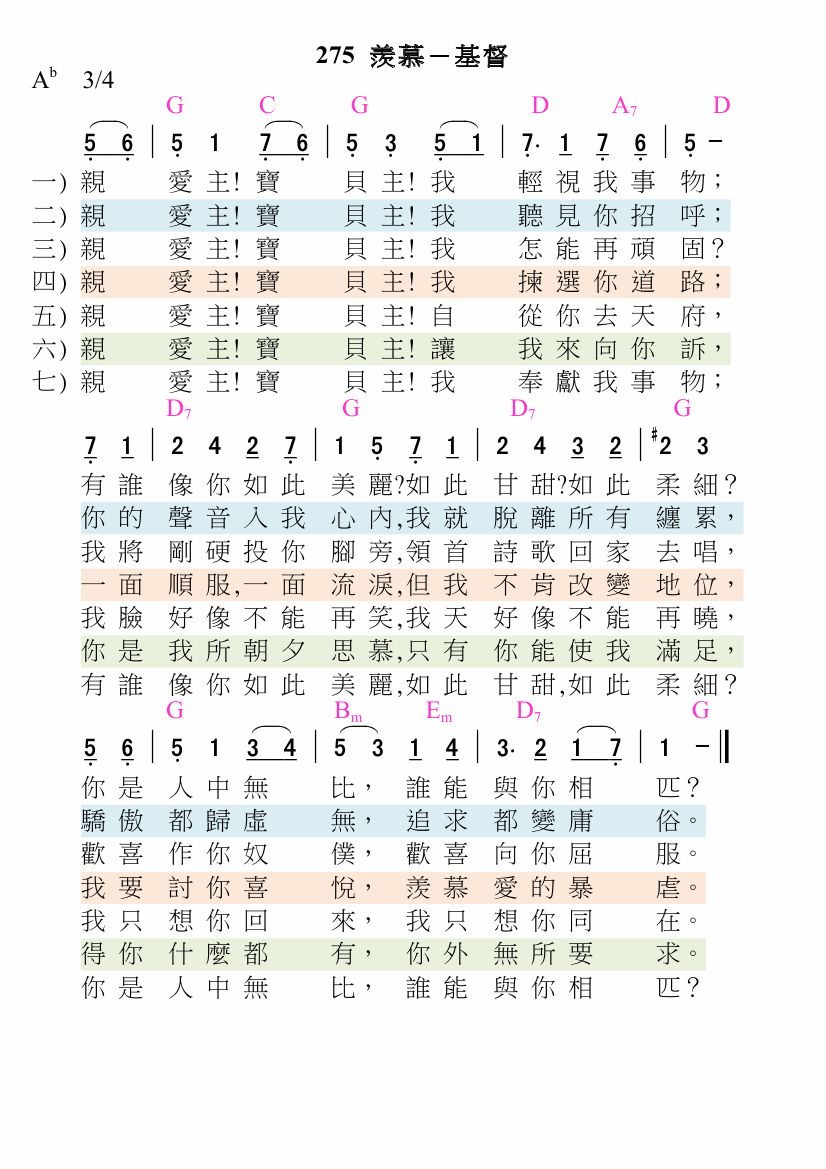 275 羨慕－基督
A♭ 3/4
G C G D A7 D
5 6 | 5 1 7 6 | 5 3 5 1 | 7· 1 7 6 | 5 －
一) 親 愛 主! 寶 貝 主! 我 輕 視 我 事 物；
二) 親 愛 主! 寶 貝 主! 我 聽 見 你 招 呼；
三) 親 愛 主! 寶 貝 主! 我 怎 能 再 頑 固？
四) 親 愛 主! 寶 貝 主! 我 揀 選 你 道 路；
五) 親 愛 主! 寶 貝 主! 自 從 你 去 天 府，
六) 親 愛 主! 寶 貝 主! 讓 我 來 向 你 訴，
七) 親 愛 主! 寶 貝 主! 我 奉 獻 我 事 物；
D7 G D7 G
7 1 | 2 4 2 7 | 1 5 7 1 | 2 4 3 2 | #2 3
有 誰 像 你 如 此 美 麗?如 此 甘 甜?如 此 柔 細？
你 的 聲 音 入 我 心 內,我 就 脫 離 所 有 纏 累，
我 將 剛 硬 投 你 腳 旁,領 首 詩 歌 回 家 去 唱，
一 面 順 服,一 面 流 淚,但 我 不 肯 改 變 地 位，
我 臉 好 像 不 能 再 笑,我 天 好 像 不 能 再 曉，
你 是 我 所 朝 夕 思 慕,只 有 你 能 使 我 滿 足，
有 誰 像 你 如 此 美 麗,如 此 甘 甜,如 此 柔 細？
G Bm Em D7 G
5 6 | 5 1 3 4 | 5 3 1 4 | 3· 2 1 7 | 1 －
你 是 人 中 無 比， 誰 能 與 你 相 匹？
驕 傲 都 歸 虛 無， 追 求 都 變 庸 俗。
歡 喜 作 你 奴 僕， 歡 喜 向 你 屈 服。
我 要 討 你 喜 悅， 羨 慕 愛 的 暴 虐。
我 只 想 你 回 來， 我 只 想 你 同 在。
得 你 什 麼 都 有， 你 外 無 所 要 求。
你 是 人 中 無 比， 誰 能 與 你 相 匹？